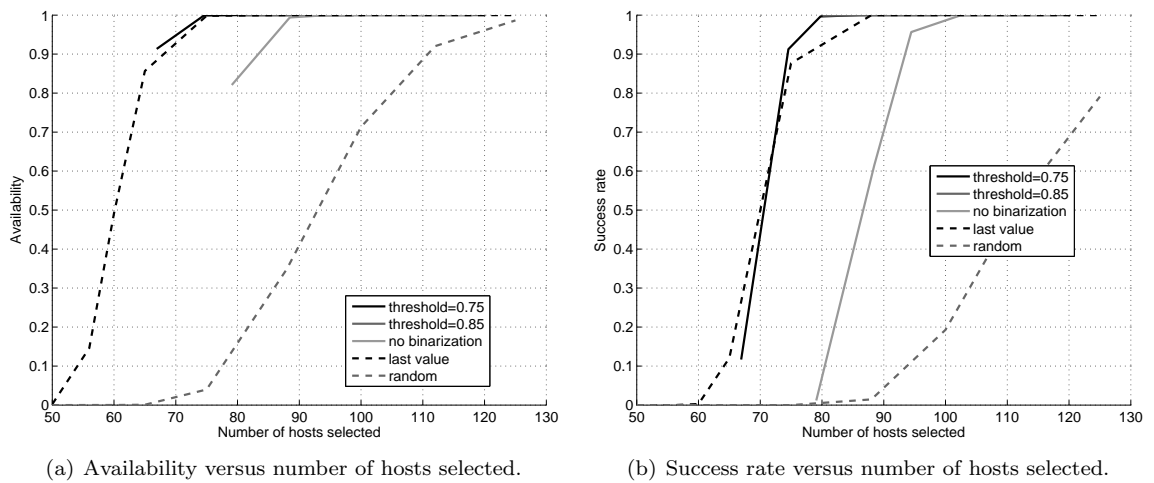 1
0.9
0.8
0.7
0.6
0.5
0.4
0.3
0.2
0.1
0
Availability
50 60 70 80 90 100 110 120 130
Number of hosts selected
threshold=0.75
threshold=0.85
no binarization
last value
random
(a) Availability versus number of hosts selected.
1
0.9
0.8
0.7
0.6
0.5
0.4
0.3
0.2
0.1
0
Success rate
50 60 70 80 90 100 110 120 130
Number of hosts selected
threshold=0.75
threshold=0.85
no binarization
last value
random
(b) Success rate versus number of hosts selected.